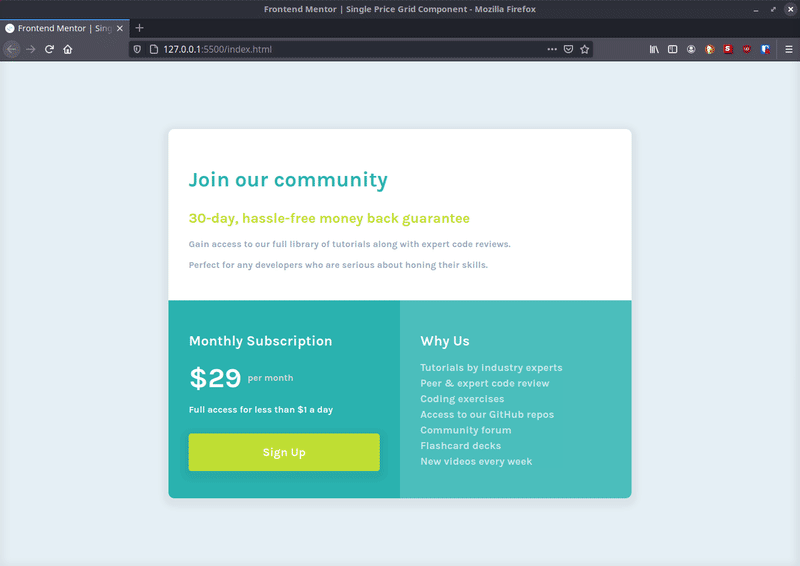 Frontend Mentor | Single Price Grid Component - Mozilla Firefox
Frontend Mentor | Sing
127.0.0.1:5500/index.html
Join our community
30-day, hassle-free money back guarantee
Gain access to our full library of tutorials along with expert code reviews.
Perfect for any developers who are serious about honing their skills.
Monthly Subscription
$29 per month
Full access for less than $1 a day
Sign Up
Why Us
Tutorials by industry experts
Peer & expert code review
Coding exercises
Access to our GitHub repos
Community forum
Flashcard decks
New videos every week